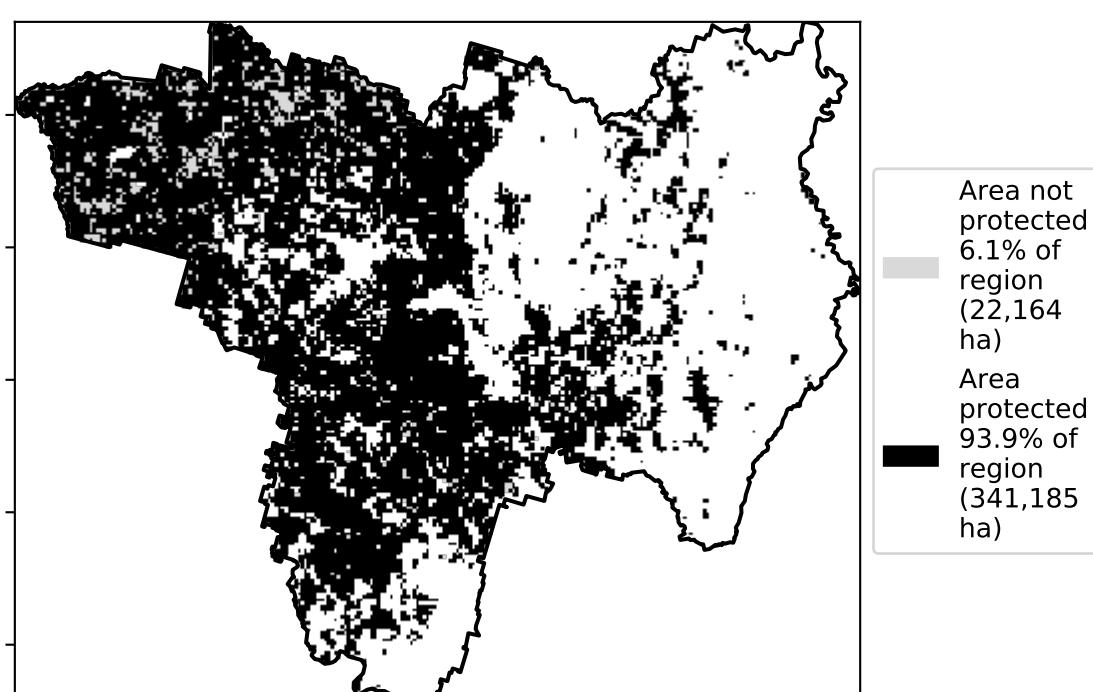 Area not
protected
6.1% of
region
(22,164
ha)
Area
protected
93.9% of
region
(341,185
ha)